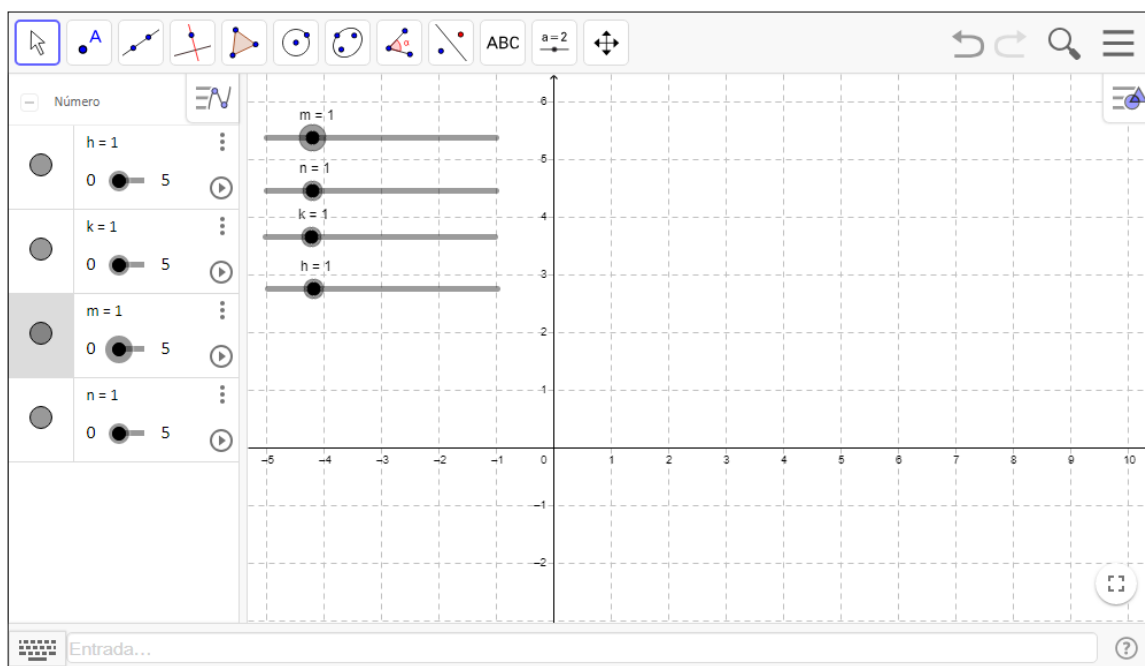 A
α
ABC
a = 2
Número
h = 1
0 5
k = 1
0 5
m = 1
0 5
n = 1
0 5
m = 1
n = 1
k = 1
h = 1
6
5
4
3
2
1
–5 –4 –3 –2 –1 0 1 2 3 4 5 6 7 8 9 10
–1
–2
Entrada...
?